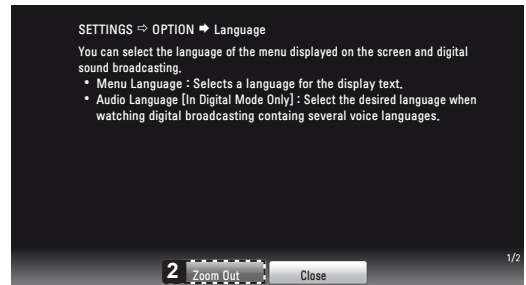 SETTINGS ⇨ OPTION ➡ Language
You can select the language of the menu displayed on the screen and digital
sound broadcasting.
• Menu Language : Selects a language for the display text.
• Audio Language [In Digital Mode Only] : Select the desired language when
watching digital broadcasting containg several voice languages.
1/2
2 Zoom Out Close